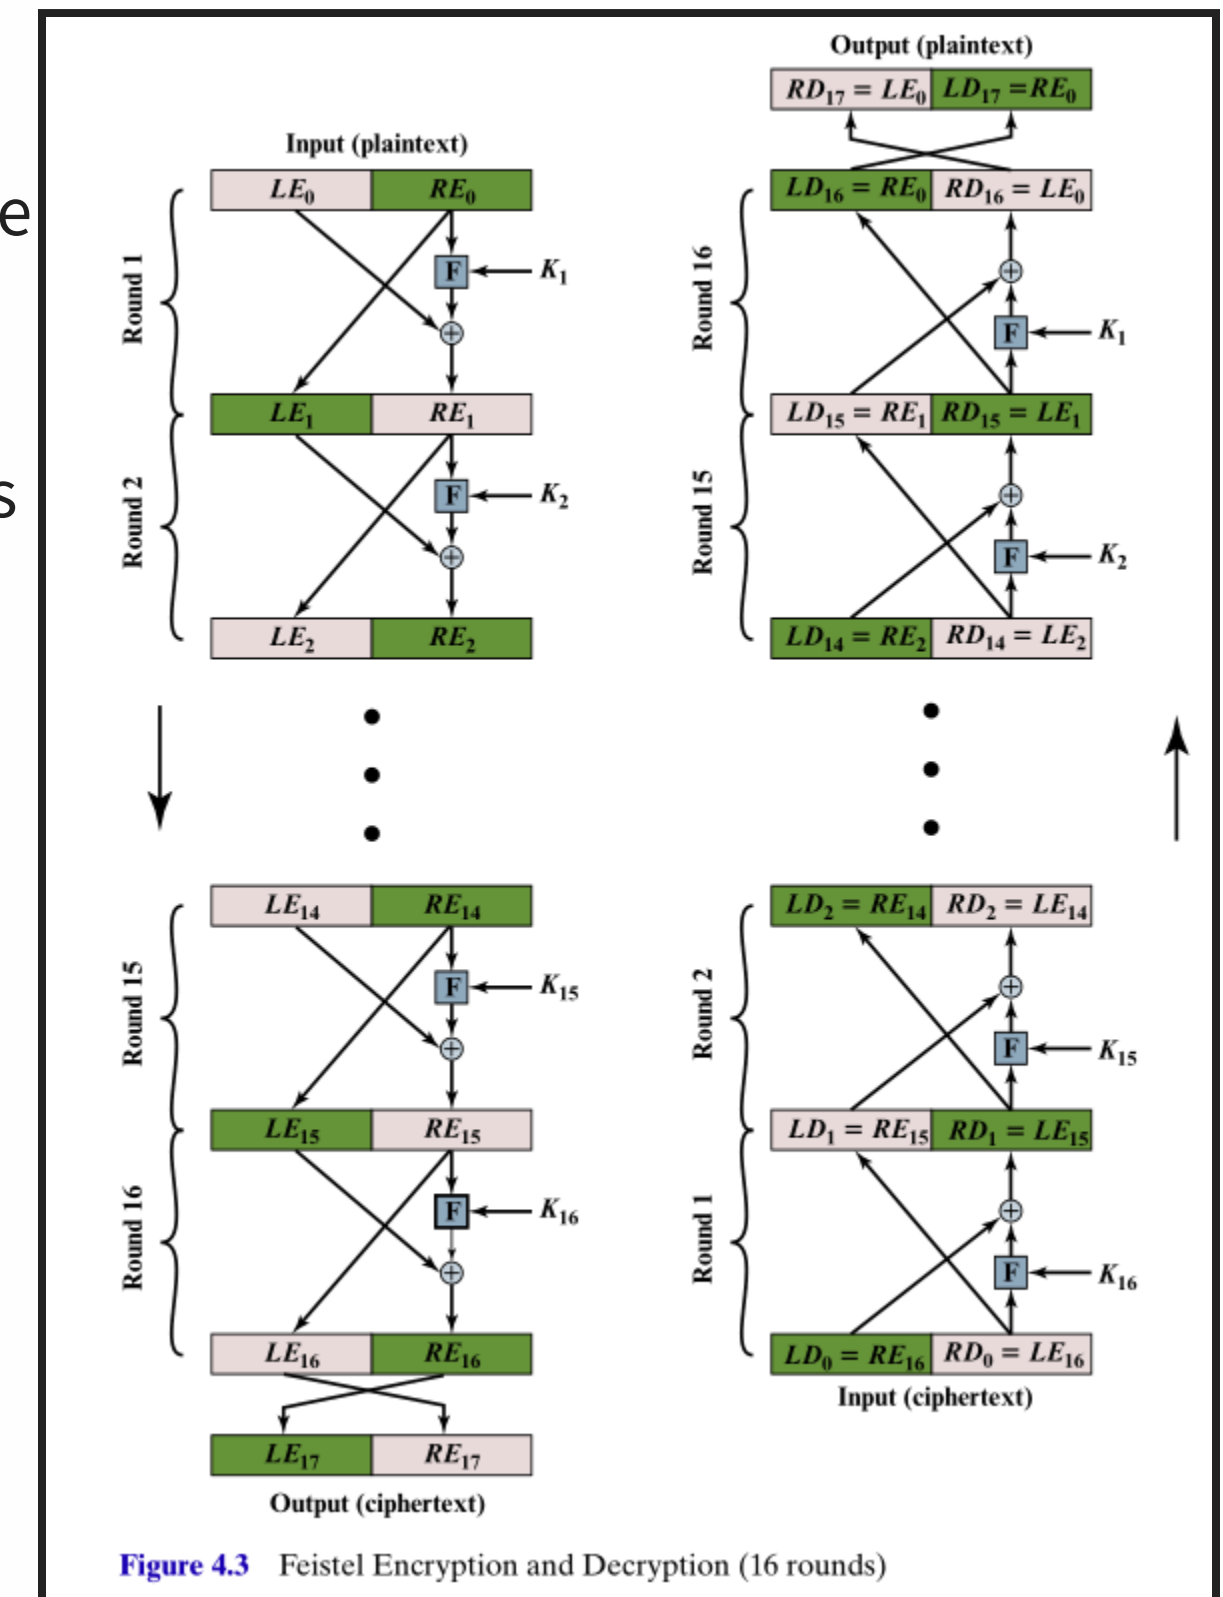 e
s
Input (plaintext)
LE0 RE0
Round 1
F K1
+
LE1 RE1
Round 2
F K2
+
LE2 RE2
LE14 RE14
Round 15
F K15
+
LE15 RE15
Round 16
F K16
+
LE16 RE16
LE17 RE17
Output (ciphertext)
Output (plaintext)
RD17 = LE0 LD17 =RE0
LD16 = RE0 RD16 = LE0
Round 16
+
F K1
LD15 = RE1 RD15 = LE1
Round 15
+
F K2
LD14 = RE2 RD14 = LE2
LD2 = RE14 RD2 = LE14
Round 2
+
F K15
LD1 = RE15 RD1 = LE15
Round 1
+
F K16
LD0 = RE16 RD0 = LE16
Input (ciphertext)
Figure 4.3 Feistel Encryption and Decryption (16 rounds)